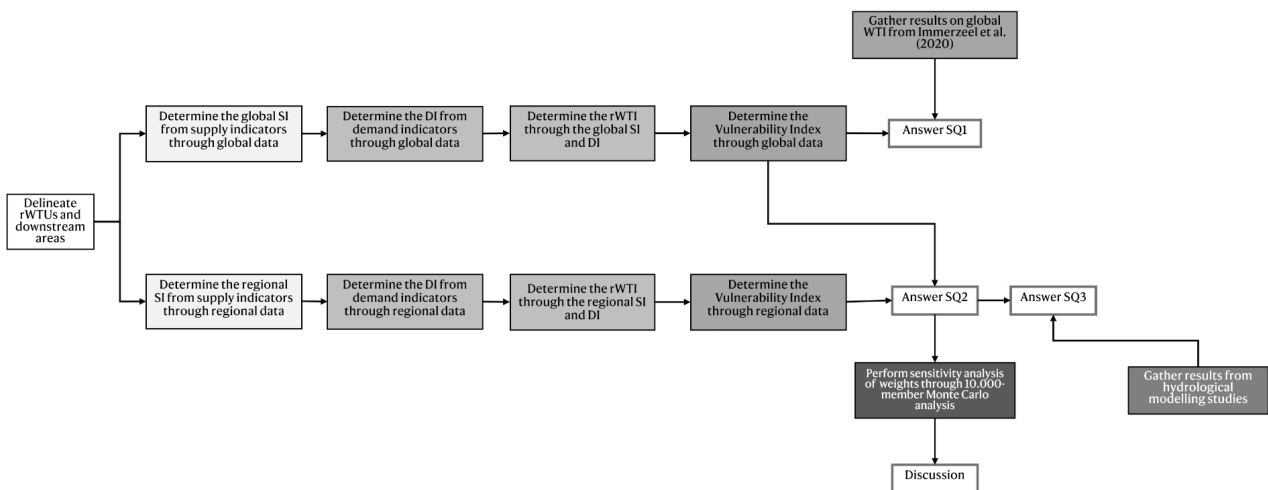 Gather results on global
WTI from Immerzeel et al.
(2020)
Determine the global SI
from supply indicators
through global data
Determine the DI from
demand indicators
through global data
Determine the rWTI
through the global SI
and DI
Determine the
Vulnerability Index
through global data
Answer SQ1
Delineate
rWTUs and
downstream
areas
Determine the regional
SI from supply indicators
through regional data
Determine the DI from
demand indicators
through regional data
Determine the rWTI
through the regional SI
and DI
Determine the
Vulnerability Index
through regional data
Answer SQ2
Answer SQ3
Perform sensitivity analysis
of weights through 10.000-
member Monte Carlo
analysis
Gather results from
hydrological
modelling studies
Discussion